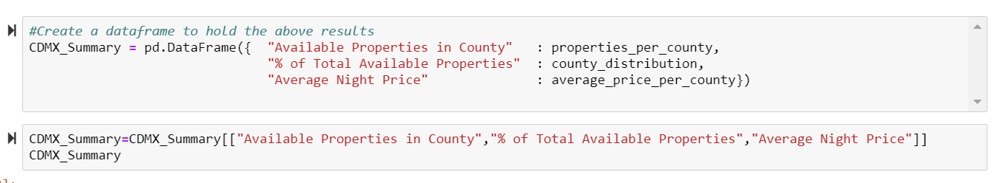 #Create a dataframe to hold the above results
CDMX_Summary = pd.DataFrame({  "Available Properties in County"   : properties_per_county,
                              "% of Total Available Properties"  : county_distribution,
                              "Average Night Price"              : average_price_per_county})
CDMX_Summary=CDMX_Summary[["Available Properties in County","% of Total Available Properties","Average Night Price"]]
CDMX_Summary